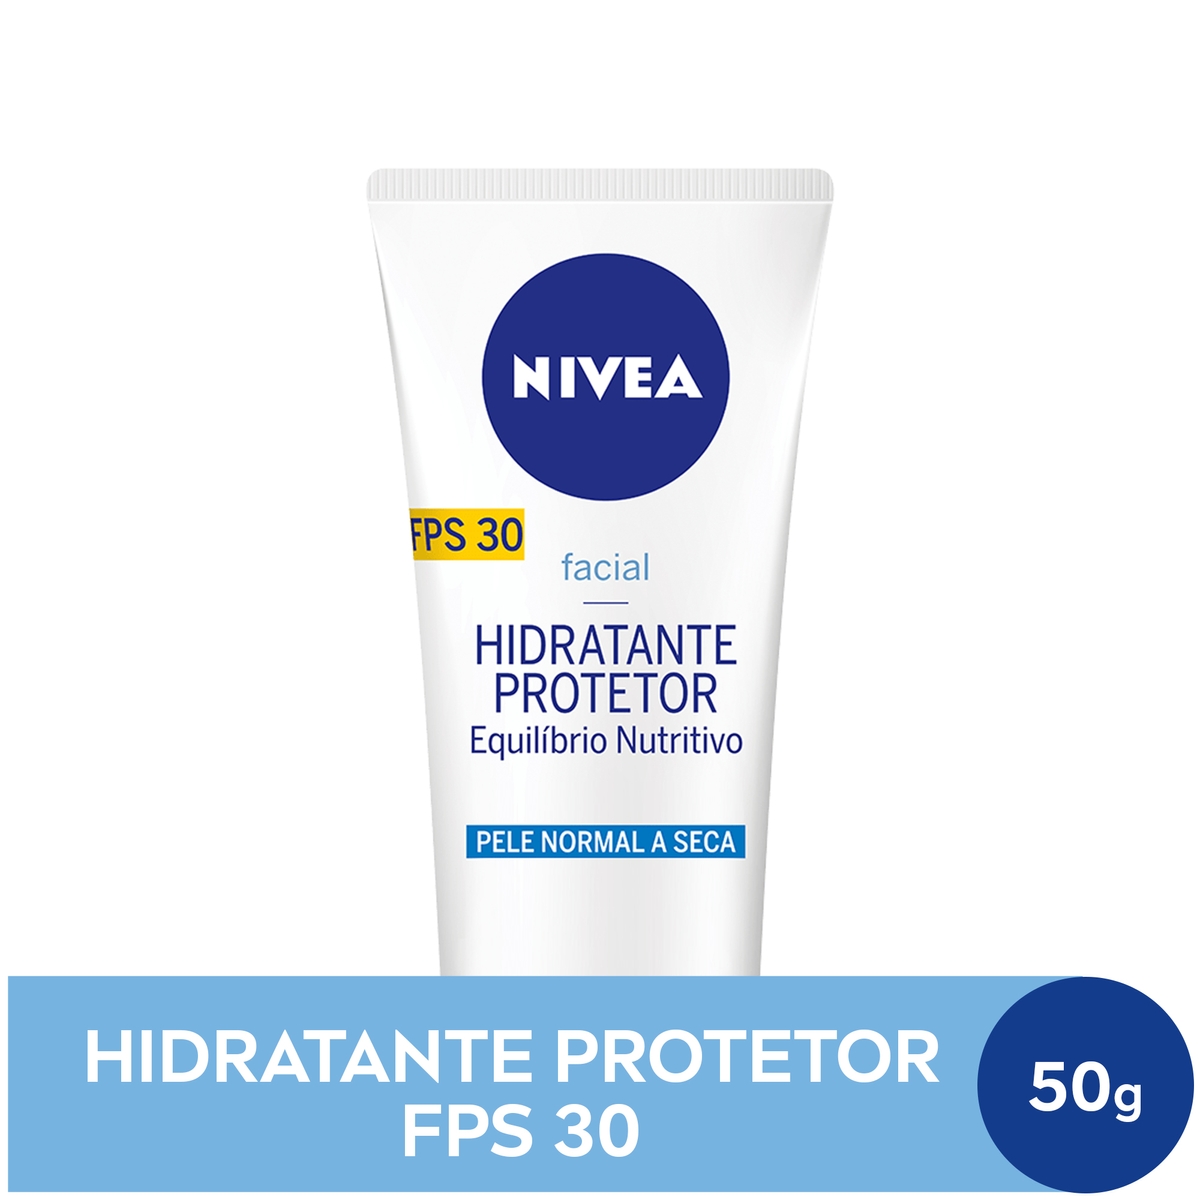 NIVEA
FPS 30
facial
HIDRATANTE
PROTETOR
Equilíbrio Nutritivo
PELE NORMAL A SECA
HIDRATANTE PROTETOR
FPS 30
50g